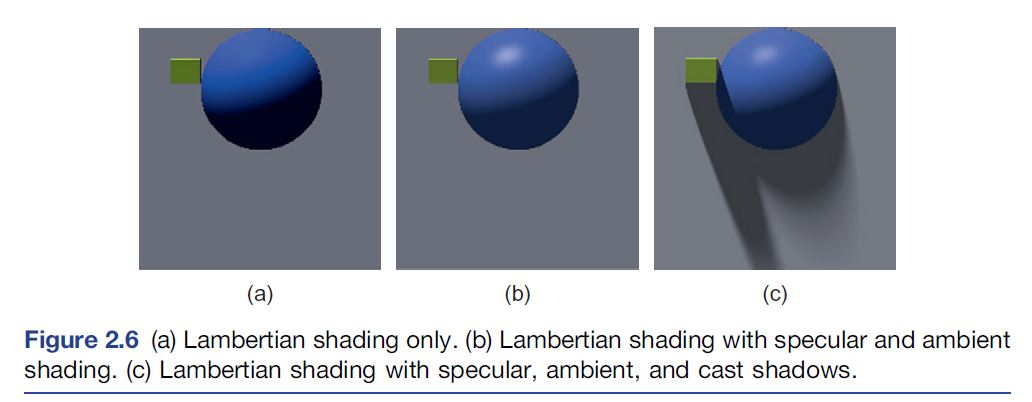 (a)
(b)
(c)
Figure 2.6 (a) Lambertian shading only. (b) Lambertian shading with specular and ambient
shading. (c) Lambertian shading with specular, ambient, and cast shadows.